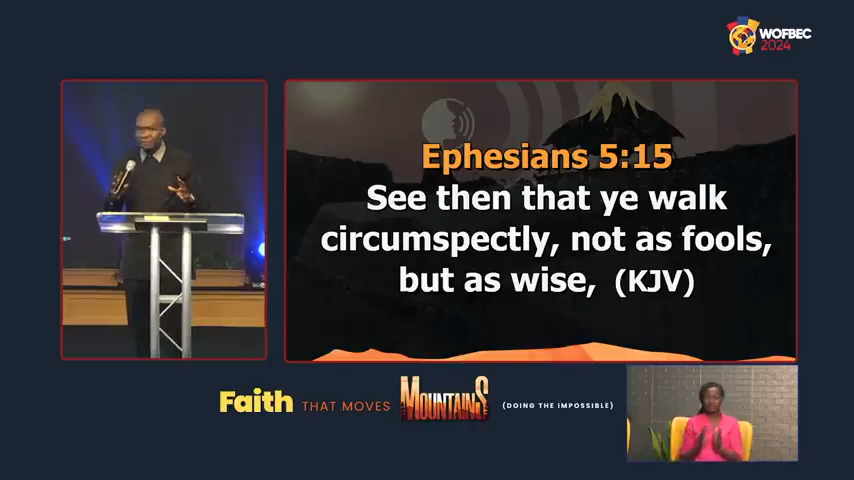 WOFBEC
2024
Ephesians 5:15
See then that ye walk
circumspectly, not as fools,
but as wise, (KJV)
Faith THAT MOVES MOUNTAINS (DOING THE IMPOSSIBLE)